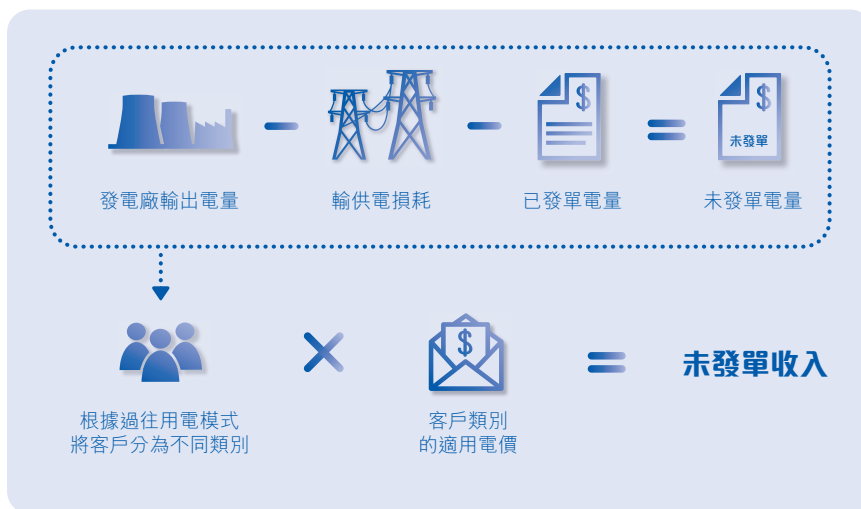 $
$
未發單
發電廠輸出電量
輸供電損耗
已發單電量
未發單電量
$
未發單收入
根據過往用電模式
將客戶分為不同類別
客戶類別
的適用電價